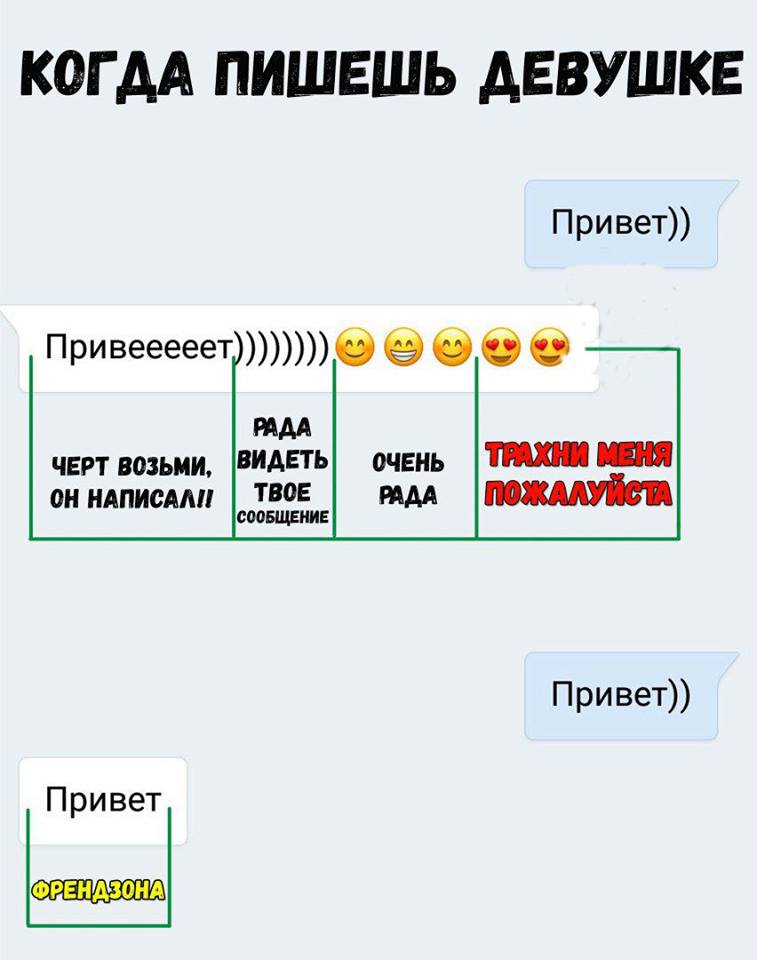 КОГДА ПИШЕШЬ ДЕВУШКЕ
Привет))
Привеееееет))))))))😊😁😊😍😍
ЧЕРТ ВОЗЬМИ,
ОН НАПИСАЛ!!
РАДА
ВИДЕТЬ
ТВОЕ
СООБЩЕНИЕ
ОЧЕНЬ
РАДА
ТРАХНИ МЕНЯ
ПОЖАЛУЙСТА
Привет))
Привет
ФРЕНДЗОНА